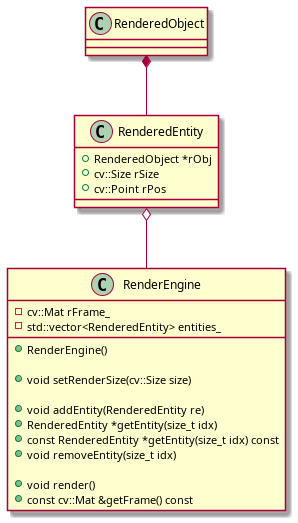 C RenderedObject
C RenderedEntity
RenderedObject *rObj
cv::Size rSize
cv::Point rPos
C RenderEngine
cv::Mat rFrame_
std::vector<RenderedEntity> entities_
RenderEngine()
void setRenderSize(cv::Size size)
void addEntity(RenderedEntity re)
RenderedEntity *getEntity(size_t idx)
const RenderedEntity *getEntity(size_t idx) const
void removeEntity(size_t idx)
void render()
const cv::Mat &getFrame() const